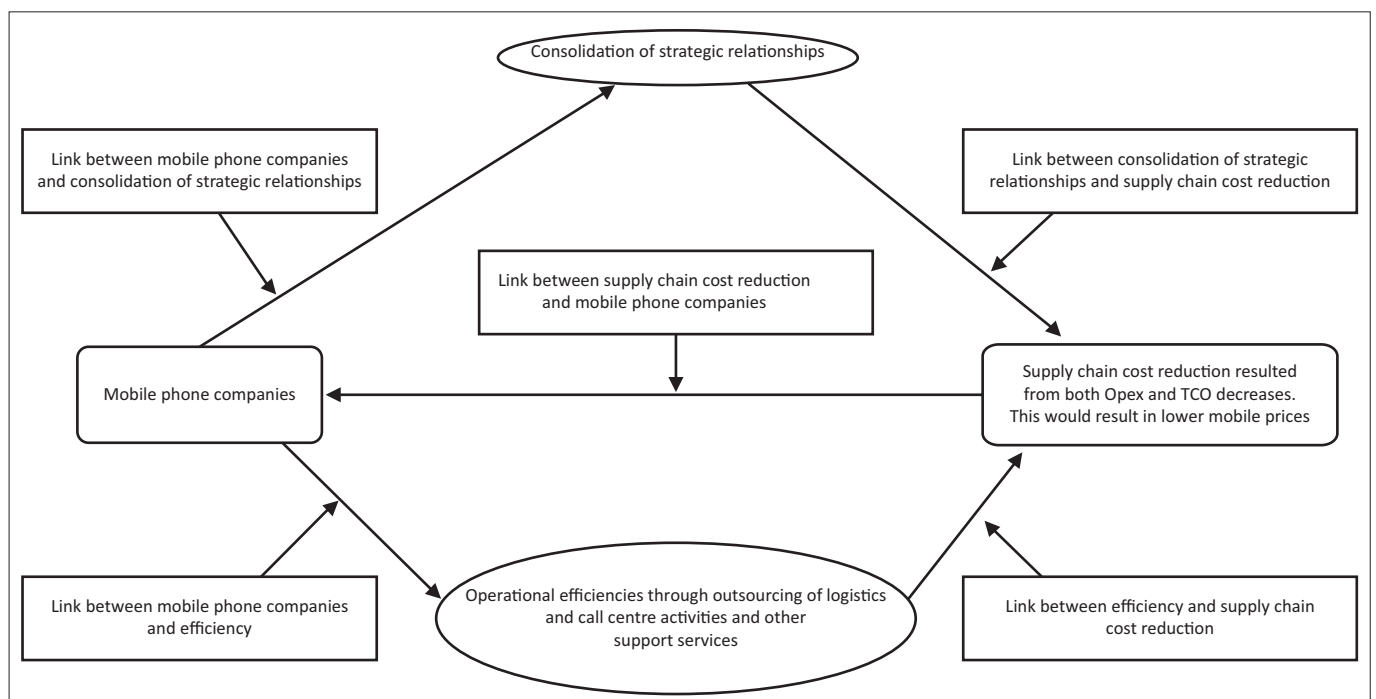 Consolidation of strategic relationships
Link between mobile phone companies
and consolidation of strategic relationships
Link between consolidation of strategic
relationships and supply chain cost reduction
Link between supply chain cost reduction
and mobile phone companies
Mobile phone companies
Supply chain cost reduction resulted
from both Opex and TCO decreases.
This would result in lower mobile prices
Link between mobile phone companies
and efficiency
Operational efficiencies through outsourcing of logistics
and call centre activities and other
support services
Link between efficiency and supply chain
cost reduction